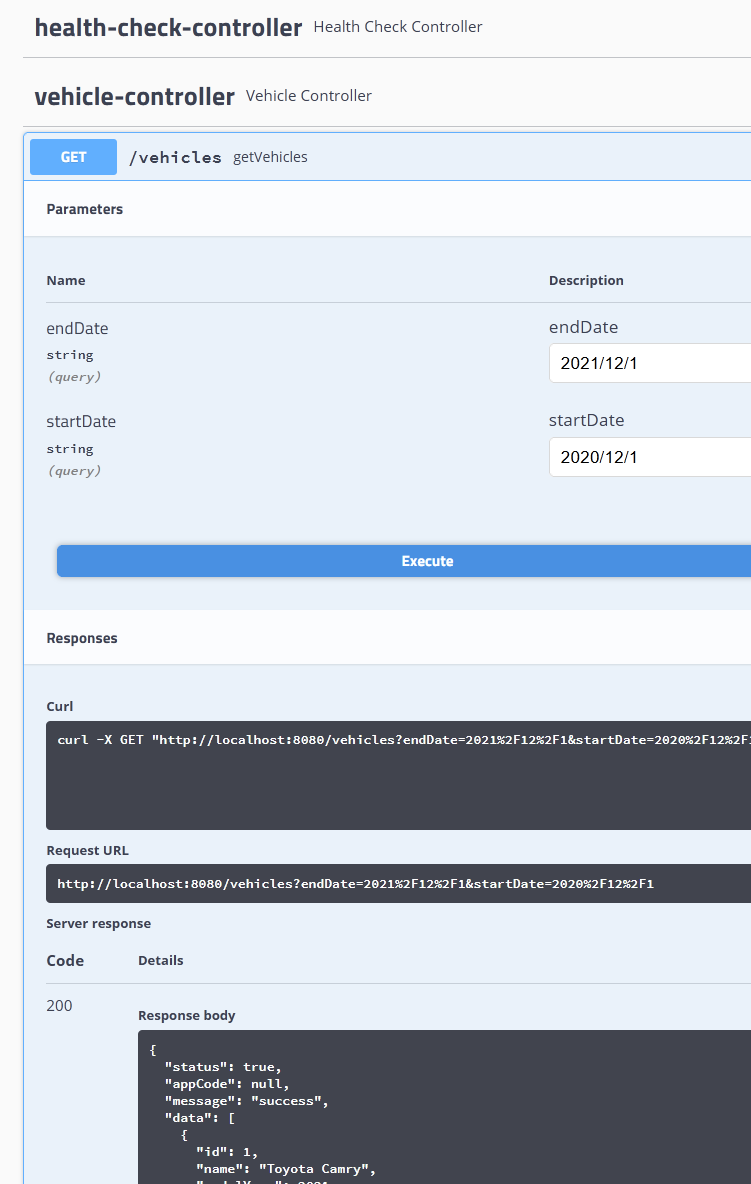 health-check-controller Health Check Controller
vehicle-controller Vehicle Controller
GET /vehicles getVehicles
Parameters
Name Description
endDate endDate
string
(query)
2021/12/1
startDate startDate
string
(query)
2020/12/1
Execute
Responses
Curl
curl -X GET "http://localhost:8080/vehicles?endDate=2021%2F12%2F1&startDate=2020%2F12%2F
Request URL
http://localhost:8080/vehicles?endDate=2021%2F12%2F1&startDate=2020%2F12%2F1
Server response
Code Details
200
Response body
{
"status": true,
"appCode": null,
"message": "success",
"data": [
{
"id": 1,
"name": "Toyota Camry",